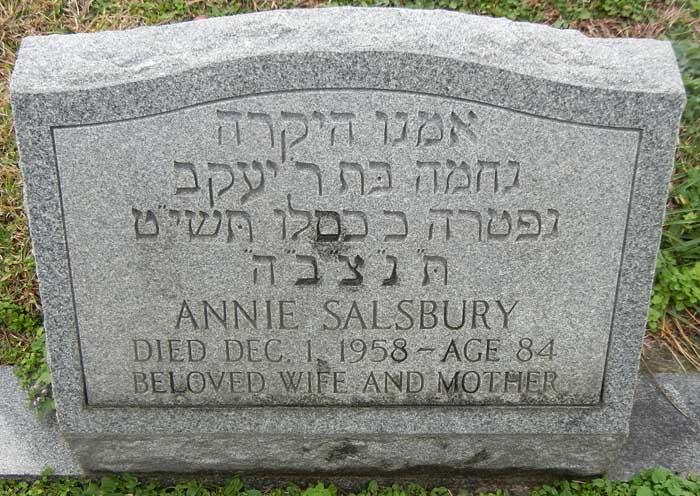 אמנו היקרה
נחמה בת ר' יעקב
נפטרה כ כסלו תשי"ט
ת"נ"צ"ב"ה"
ANNIE SALSBURY
DIED DEC. 1, 1958 ~ AGE 84
BELOVED WIFE AND MOTHER